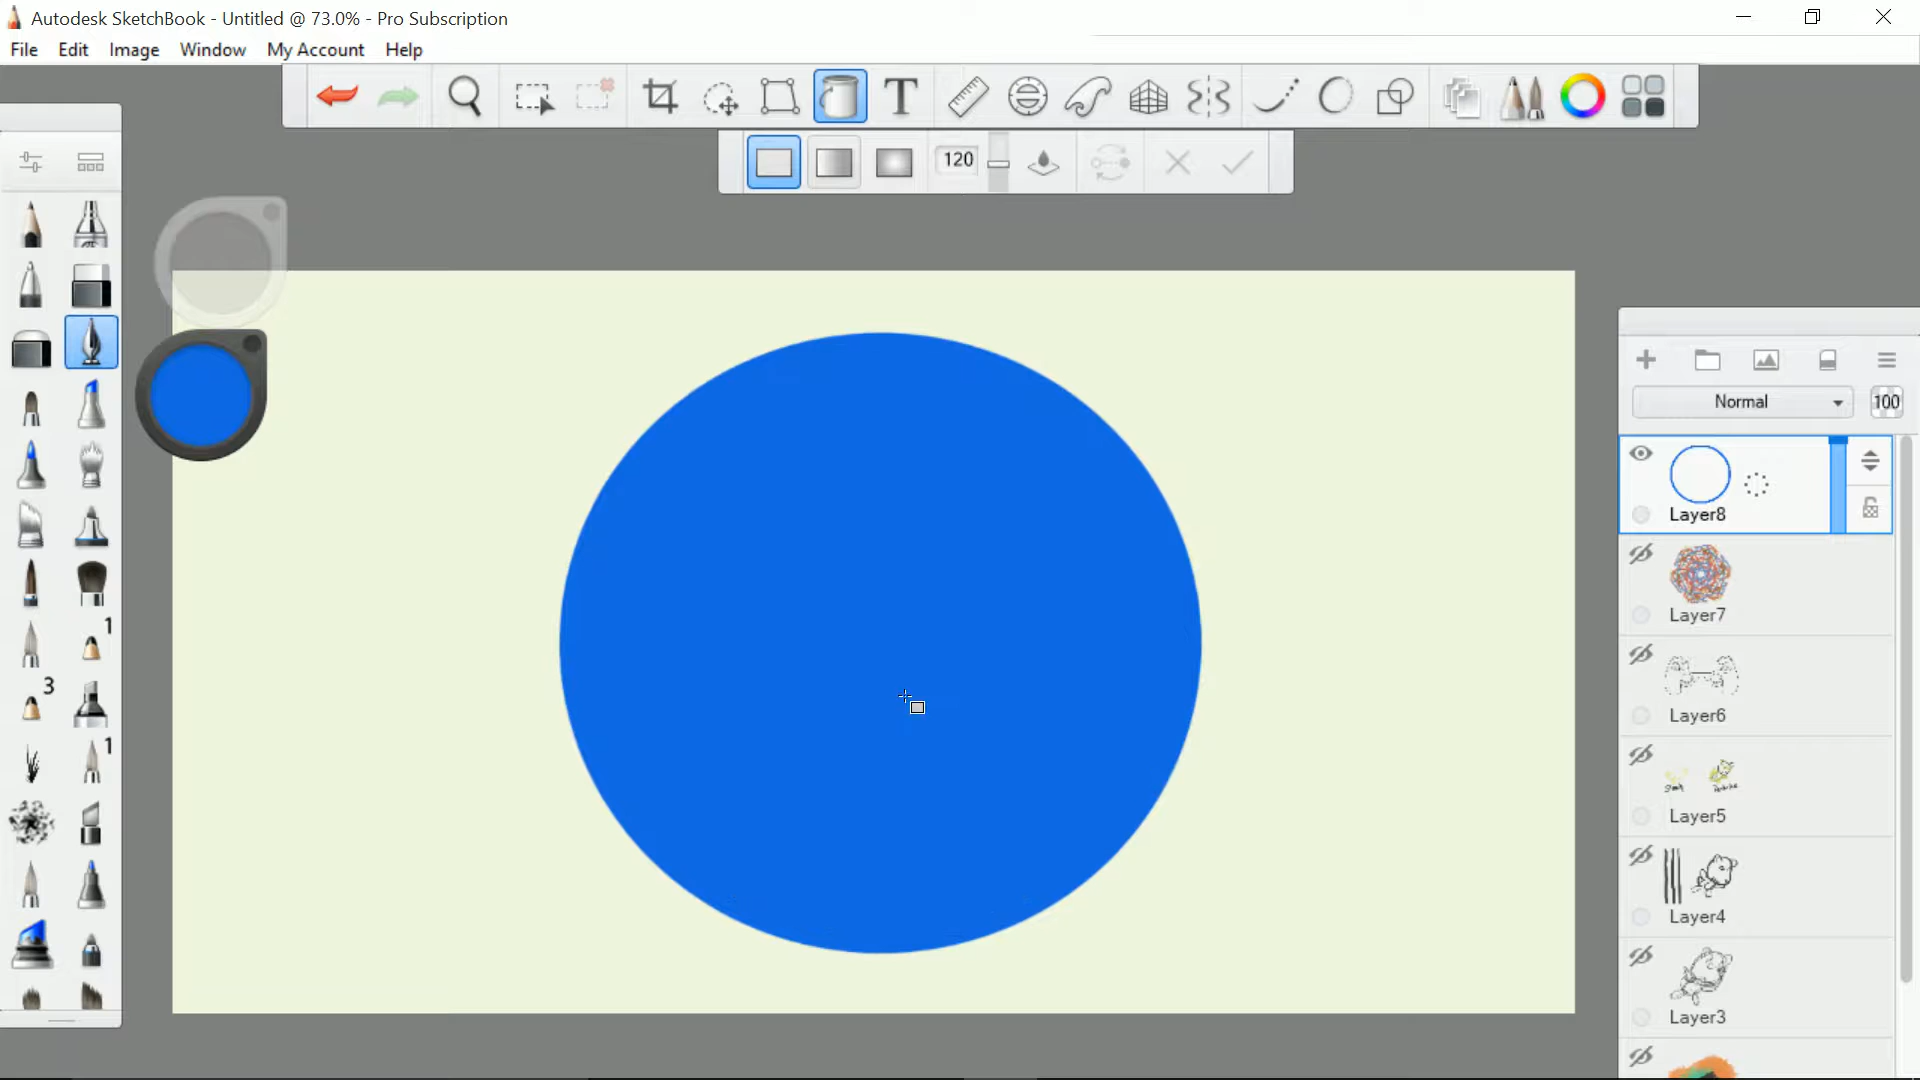 Autodesk SketchBook - Untitled @ 73.0% - Pro Subscription
File Edit Image Window My Account Help
120
Normal 100
Layer8
Layer7
1
Layer6
3
1
Layer5
Layer4
Layer3